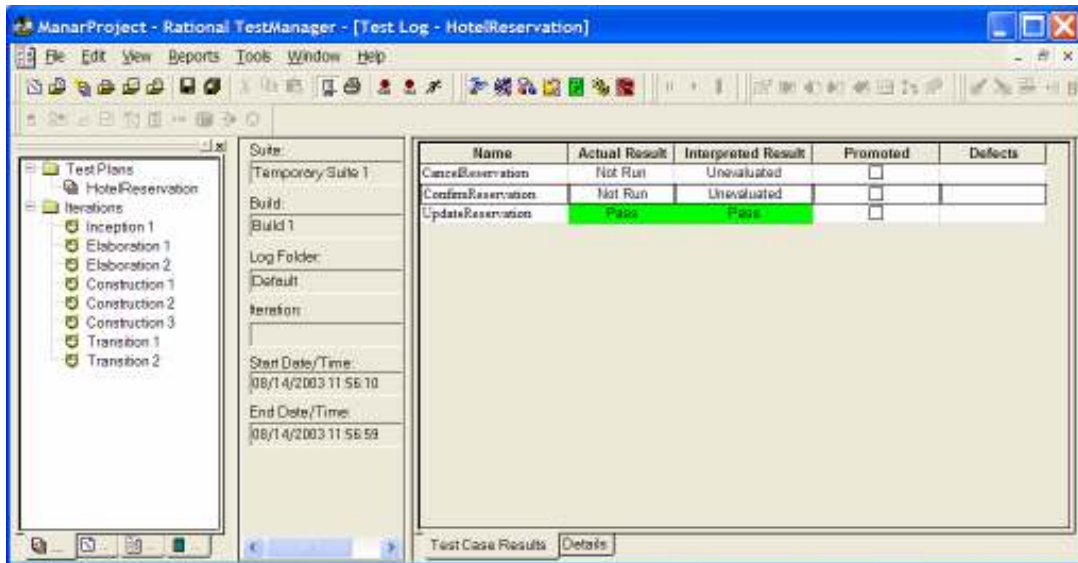 ManarProject - Rational TestManager - [Test Log - HotelReservation]
File Edit View Reports Tools Window Help
Test Plans
HotelReservation
Iterations
Inception 1
Elaboration 1
Elaboration 2
Construction 1
Construction 2
Construction 3
Transition 1
Transition 2
Suite:
Temporary Suite 1
Build:
Build 1
Log Folder:
Default
Iteration:
Start Date/Time:
08/14/2003 11:56:10
End Date/Time:
08/14/2003 11:56:59
Name Actual Result Interpreted Result Promoted Defects
CancelReservation Not Run Unevaluated
ConfirmReservation Not Run Unevaluated
UpdateReservation Pass Pass
Test Case Results Details